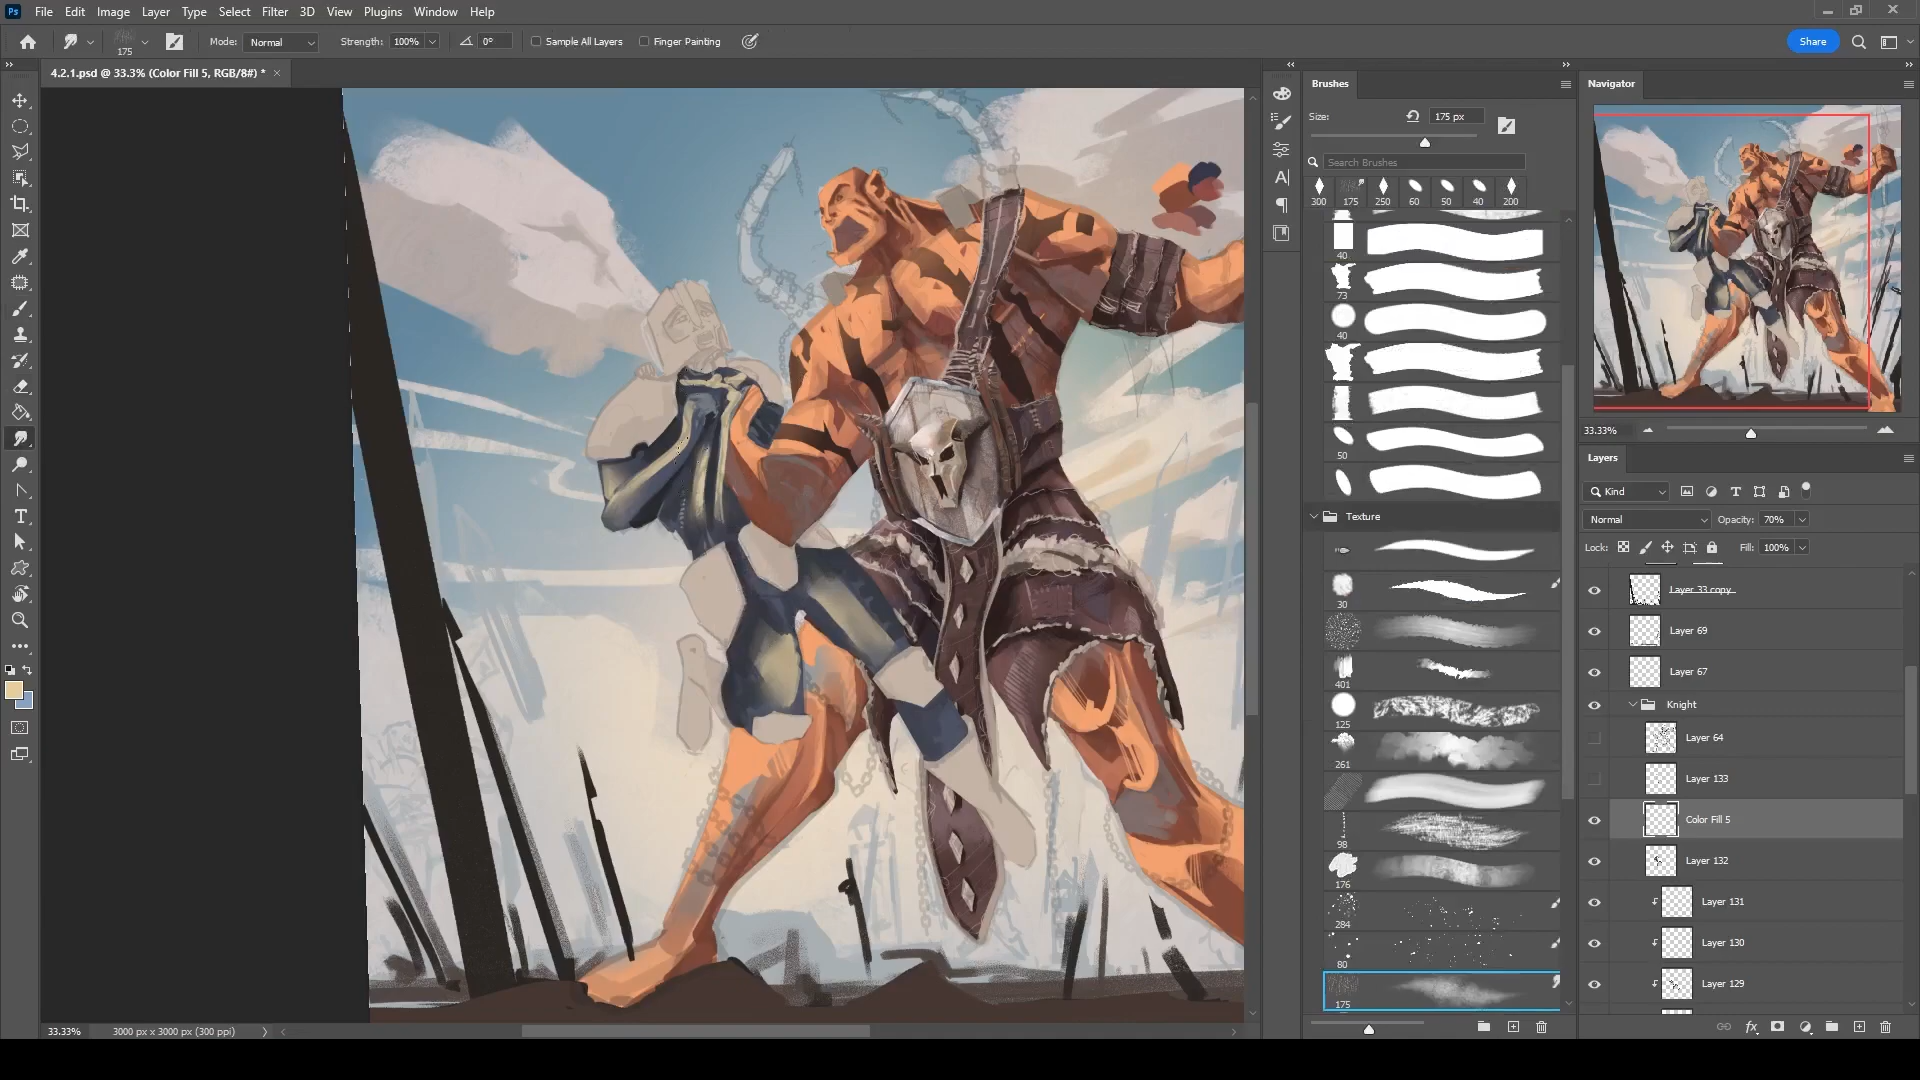 Ps File Edit Image Layer Type Select Filter 3D View Plugins Window Help
175 Mode: Normal Strength: 100% 0° Sample All Layers Finger Painting Share
4.2.1.psd @ 33.3% (Color Fill 5, RGB/8#) * ×
Brushes
Size: 175 px
Search Brushes
300 175 250 60 50 40 200
40
73
40
50
Texture
30
401
125
261
98
176
284
80
175
Navigator
33.33%
Layers
Kind
Normal Opacity: 70%
Lock: Fill: 100%
Layer 33 copy
Layer 69
Layer 67
Knight
Layer 64
Layer 133
Color Fill 5
Layer 132
Layer 131
Layer 130
Layer 129
33.33% 3000 px x 3000 px (300 ppi)